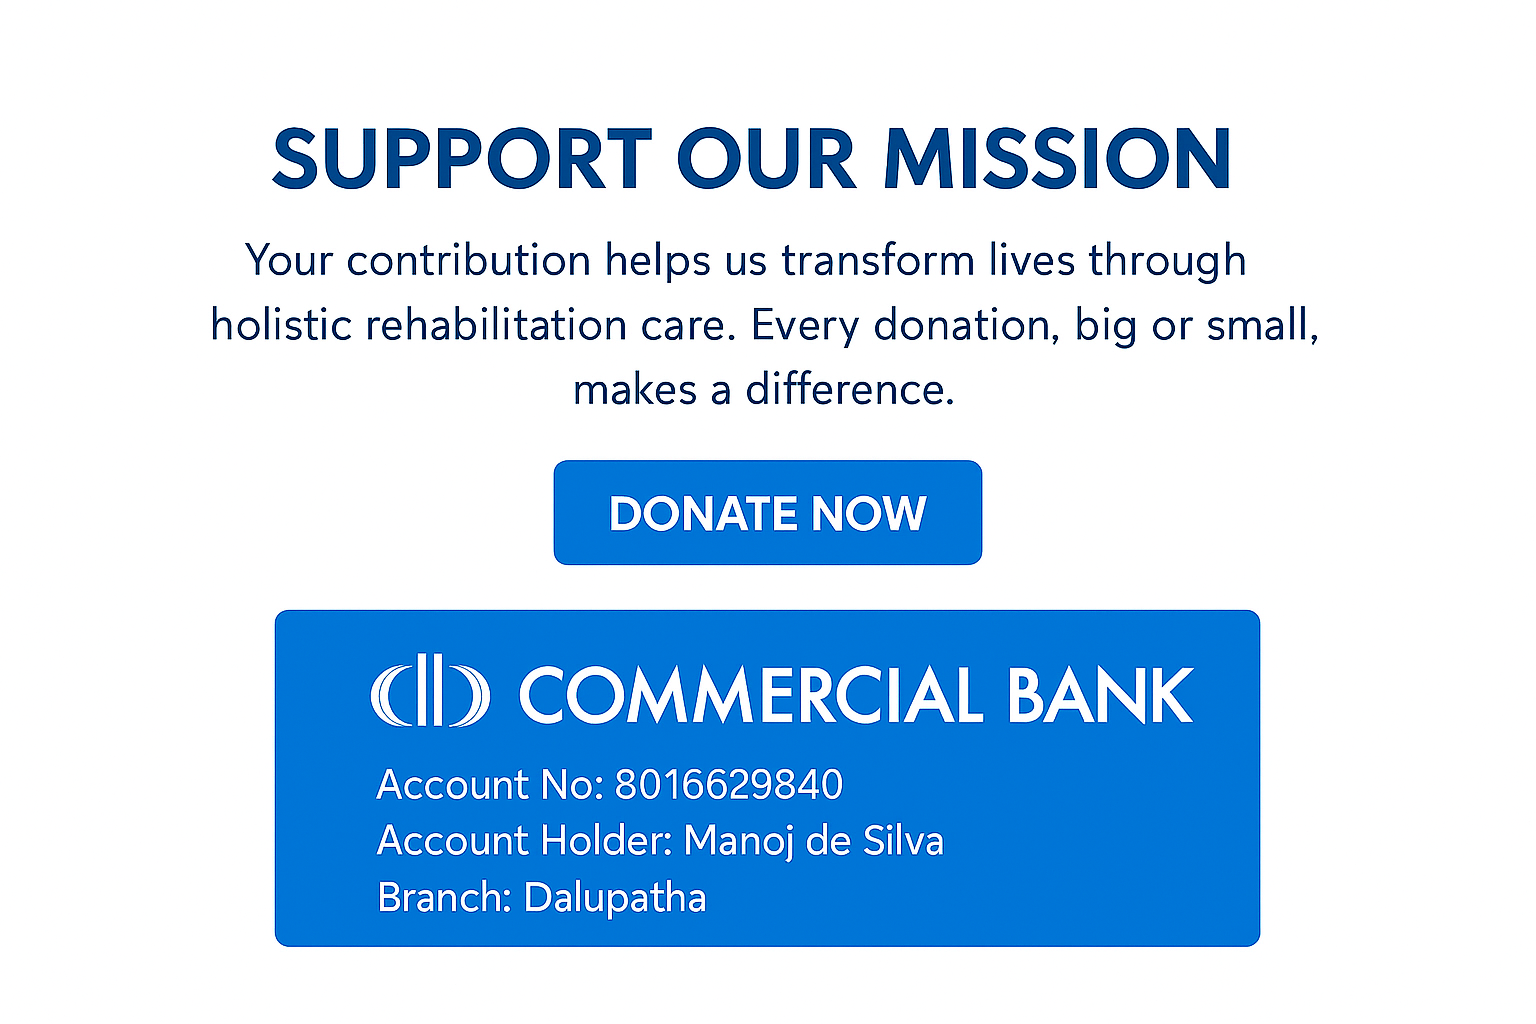 SUPPORT OUR MISSION
Your contribution helps us transform lives through
holistic rehabilitation care. Every donation, big or small,
makes a difference.
DONATE NOW
COMMERCIAL BANK
Account No: 8016629840
Account Holder: Manoj de Silva
Branch: Dalupatha